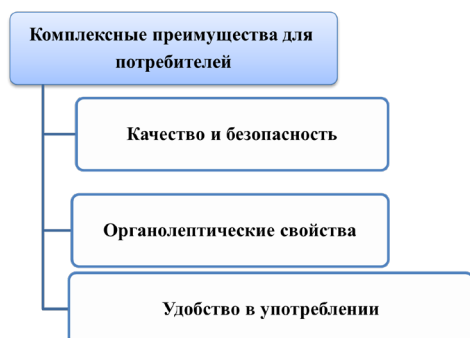 Комплексные преимущества для
потребителей
Качество и безопасность
Органолептические свойства
Удобство в употреблении